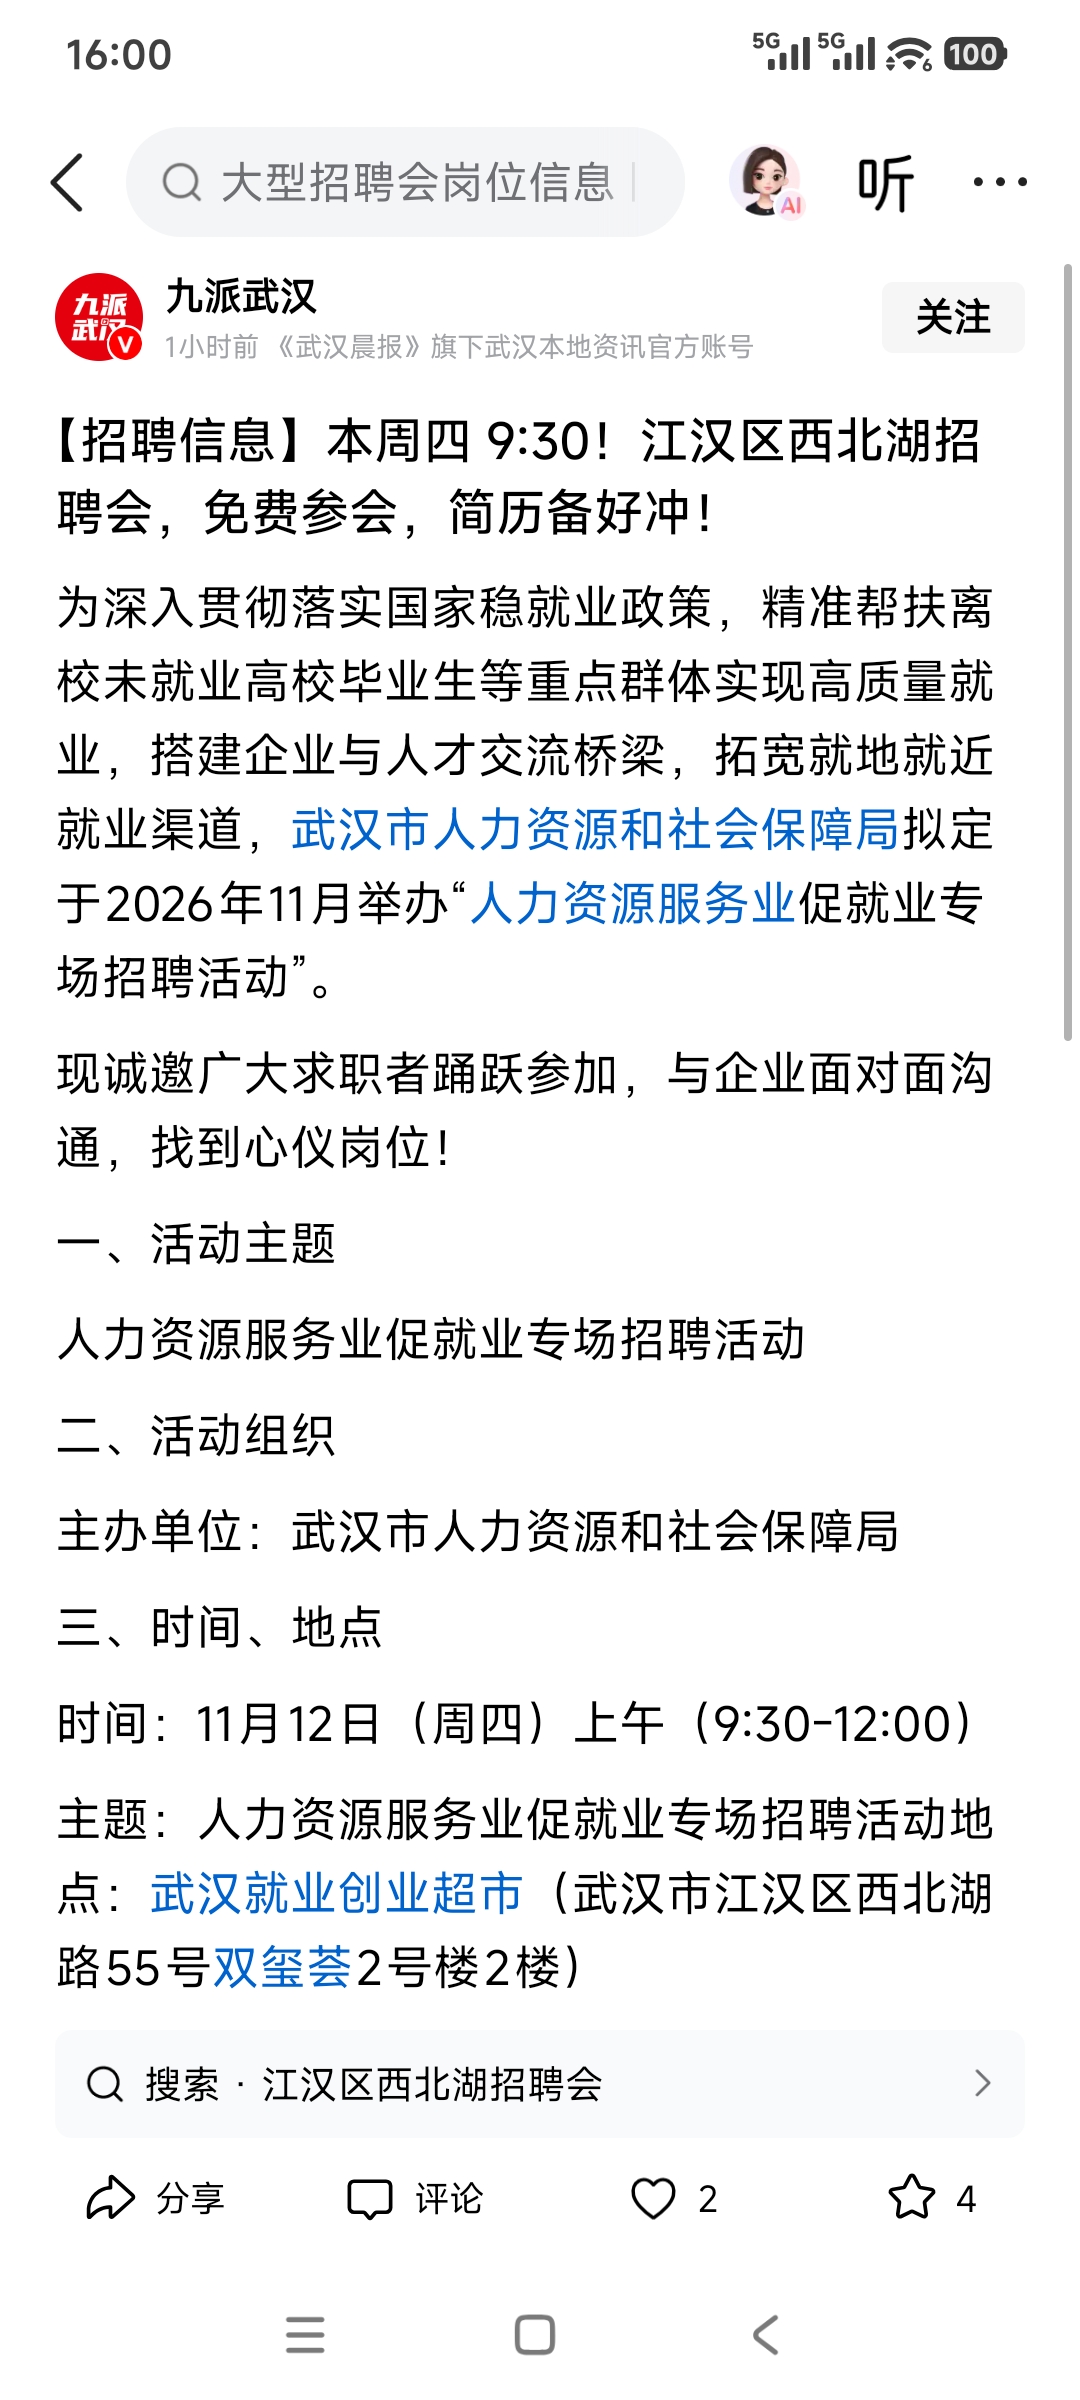 16:00
5G 5G 6 100
大型招聘会岗位信息
AI
听
九派武汉
九派
武汉
V
1小时前 《武汉晨报》旗下武汉本地资讯官方账号
关注
【招聘信息】本周四 9:30！江汉区西北湖招
聘会，免费参会，简历备好冲！
为深入贯彻落实国家稳就业政策，精准帮扶离
校未就业高校毕业生等重点群体实现高质量就
业，搭建企业与人才交流桥梁，拓宽就地就近
就业渠道，武汉市人力资源和社会保障局拟定
于2026年11月举办“人力资源服务业促就业专
场招聘活动”。
现诚邀广大求职者踊跃参加，与企业面对面沟
通，找到心仪岗位！
一、活动主题
人力资源服务业促就业专场招聘活动
二、活动组织
主办单位：武汉市人力资源和社会保障局
三、时间、地点
时间：11月12日（周四）上午（9:30-12:00）
主题：人力资源服务业促就业专场招聘活动地
点：武汉就业创业超市（武汉市江汉区西北湖
路55号双玺荟2号楼2楼）
搜索 · 江汉区西北湖招聘会
分享
评论
2
4